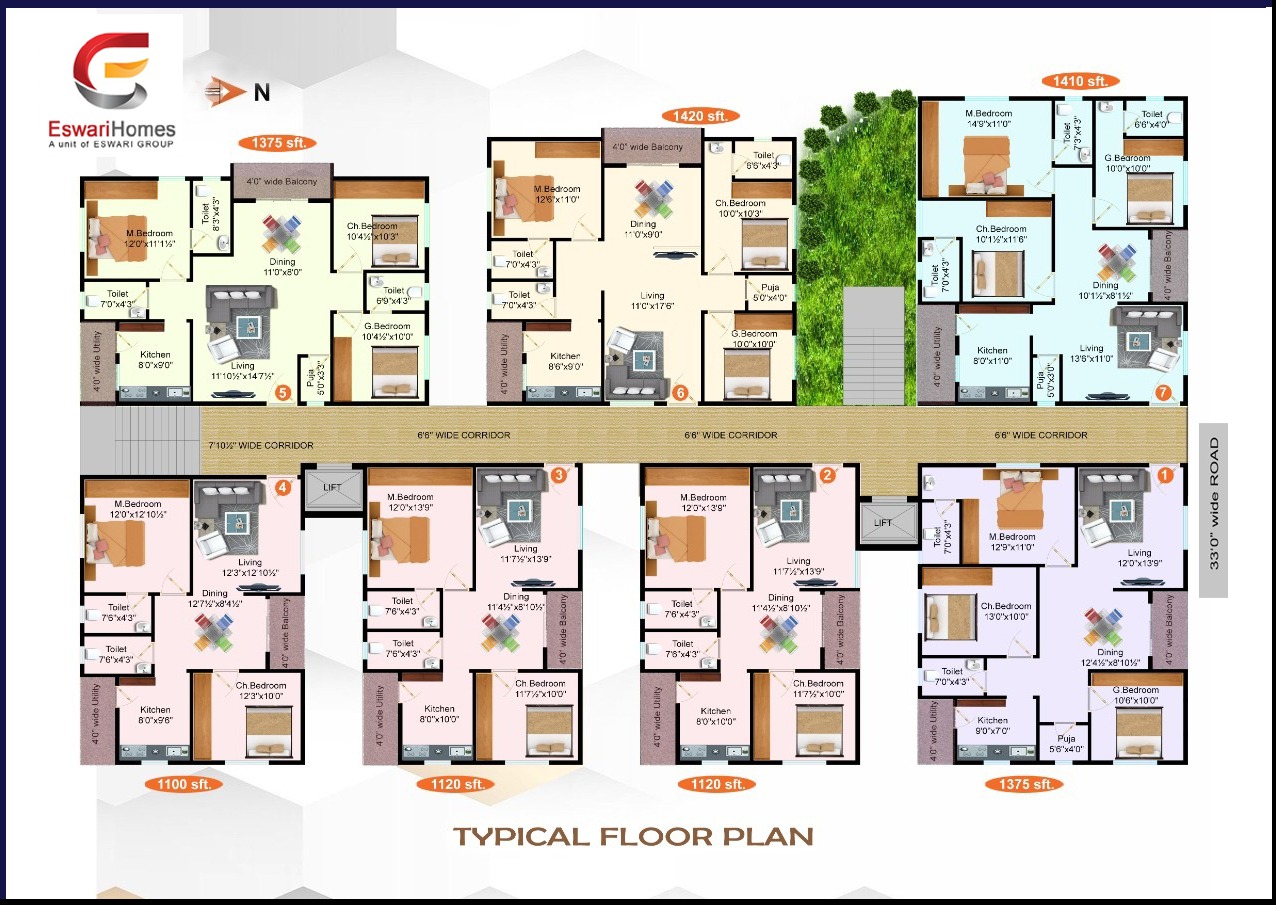 EswariHomes
A unit of ESWARI GROUP
N
1375 sft.
4'0" wide Balcony
M.Bedroom
12'0"x11'1½"
Toilet
8'3"x4'3"
Ch.Bedroom
10'4½"x10'3"
Dining
11'0"x8'0"
Toilet
7'0"x4'3"
Toilet
6'9"x4'3"
G.Bedroom
10'4½"x10'0"
4'0" wide Utility
Kitchen
8'0"x9'0"
Living
11'10½"x14'7½"
Puja
5'0"x3'3"
5
1420 sft.
4'0" wide Balcony
M.Bedroom
12'6"x11'0"
Toilet
6'6"x4'3"
Ch.Bedroom
10'0"x10'3"
Dining
11'0"x9'0"
Toilet
7'0"x4'3"
Toilet
7'0"x4'3"
Living
11'0"x17'6"
Puja
5'0"x4'0"
4'0" wide Utility
Kitchen
8'6"x9'0"
G.Bedroom
10'0"x10'0"
6
1410 sft.
M.Bedroom
14'9"x11'0"
Toilet
7'3"x4'3"
Toilet
6'6"x4'0"
G.Bedroom
10'0"x10'0"
Ch.Bedroom
10'1½"x11'6"
Toilet
7'0"x4'3"
Dining
10'1½"x8'1½"
4'0" wide Balcony
4'0" wide Utility
Kitchen
8'0"x11'0"
Puja
5'0"x3'0"
Living
13'6"x11'0"
7
7'10½" WIDE CORRIDOR
6'6" WIDE CORRIDOR
6'6" WIDE CORRIDOR
6'6" WIDE CORRIDOR
33'0" wide ROAD
M.Bedroom
12'0"x12'10½"
4
LIFT
Living
12'3"x12'10½"
Dining
12'7½"x8'4½"
Toilet
7'6"x4'3"
Toilet
7'6"x4'3"
4'0" wide Balcony
4'0" wide Utility
Kitchen
8'0"x9'6"
Ch.Bedroom
12'3"x10'0"
1100 sft.
M.Bedroom
12'0"x13'9"
3
Living
11'7½"x13'9"
Dining
11'4½"x8'10½"
Toilet
7'6"x4'3"
Toilet
7'6"x4'3"
4'0" wide Balcony
4'0" wide Utility
Kitchen
8'0"x10'0"
Ch.Bedroom
11'7½"x10'0"
1120 sft.
M.Bedroom
12'0"x13'9"
2
Living
11'7½"x13'9"
Dining
11'4½"x8'10½"
Toilet
7'6"x4'3"
Toilet
7'6"x4'3"
4'0" wide Balcony
4'0" wide Utility
Kitchen
8'0"x10'0"
Ch.Bedroom
11'7½"x10'0"
1120 sft.
LIFT
1
Toilet
7'0"x4'3"
M.Bedroom
12'9"x11'0"
Living
12'0"x13'9"
Ch.Bedroom
13'0"x10'0"
Dining
12'4½"x8'10½"
4'0" wide Balcony
Toilet
7'0"x4'3"
G.Bedroom
10'6"x10'0"
4'0" wide Utility
Kitchen
9'0"x7'0"
Puja
5'6"x4'0"
1375 sft.
TYPICAL FLOOR PLAN